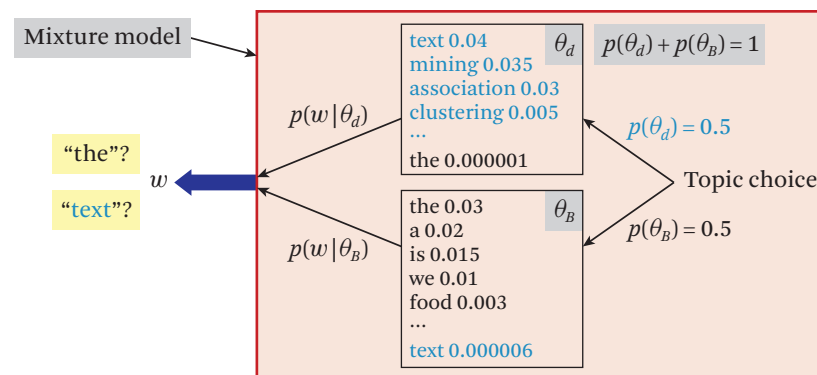 Mixture model
text 0.04
mining 0.035
association 0.03
clustering 0.005
...
the 0.000001
θd
p(θd) + p(θB) = 1
p(w|θd)
p(θd) = 0.5
"the"?
w
"text"?
Topic choice
the 0.03
a 0.02
is 0.015
we 0.01
food 0.003
...
text 0.000006
θB
p(w|θB)
p(θB) = 0.5